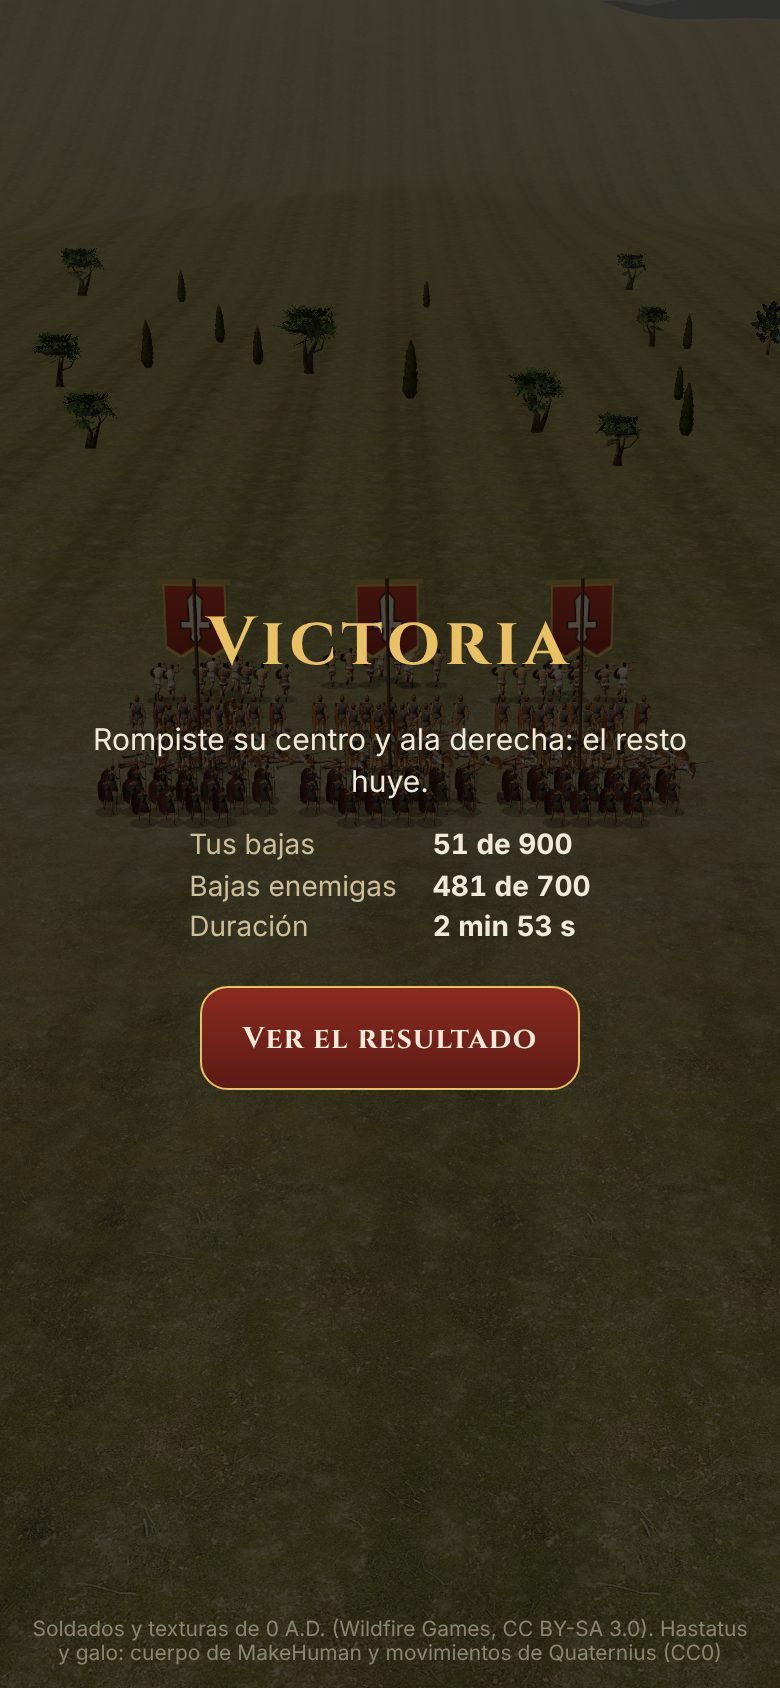 Victoria
Rompiste su centro y ala derecha: el resto
huye.
Tus bajas 51 de 900
Bajas enemigas 481 de 700
Duración 2 min 53 s
Ver el resultado
Soldados y texturas de 0 A.D. (Wildfire Games, CC BY-SA 3.0). Hastatus
y galo: cuerpo de MakeHuman y movimientos de Quaternius (CC0)